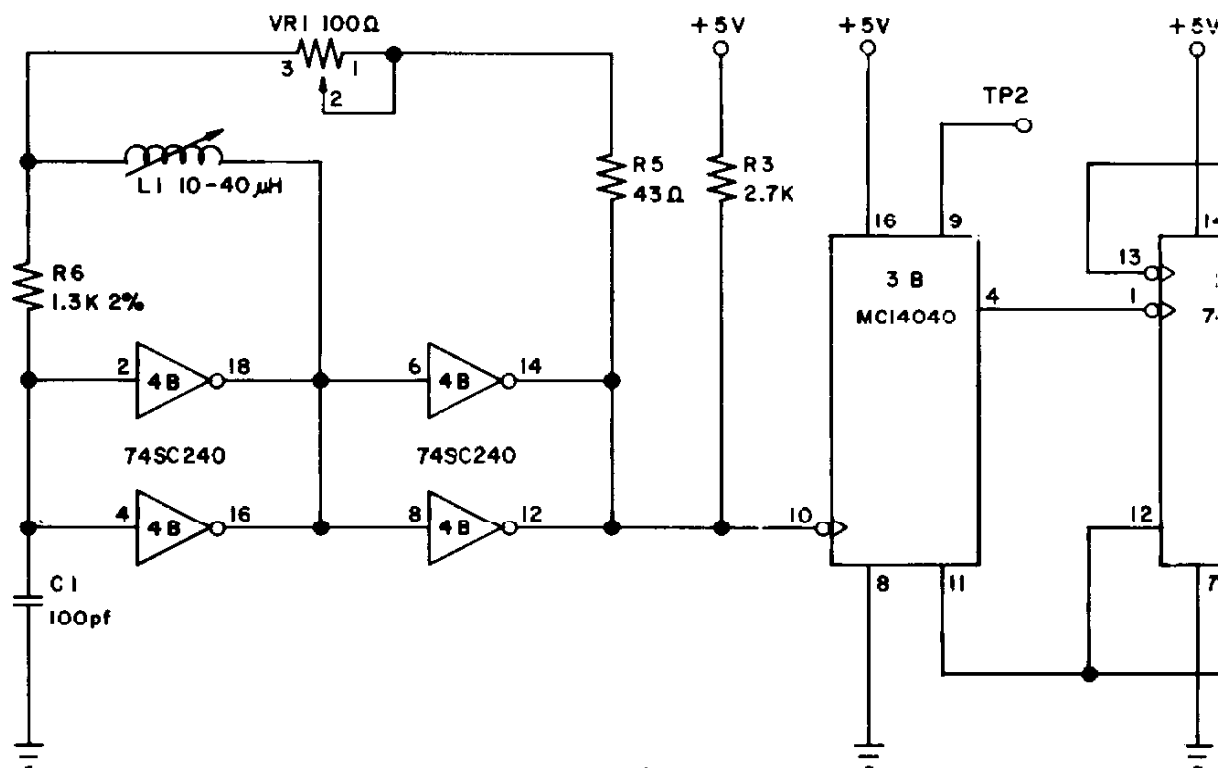 VR1 100Ω
3
1
2
+5V
+5V
+5V
TP2
L1 10-40 μH
R5
43Ω
R3
2.7K
R6
1.3K 2%
16
9
14
13
3 B
MC14040
4
1
2
4B
18
6
4B
14
74SC240
74SC240
4
4B
16
8
4B
12
10
12
C1
100pf
8
11
7